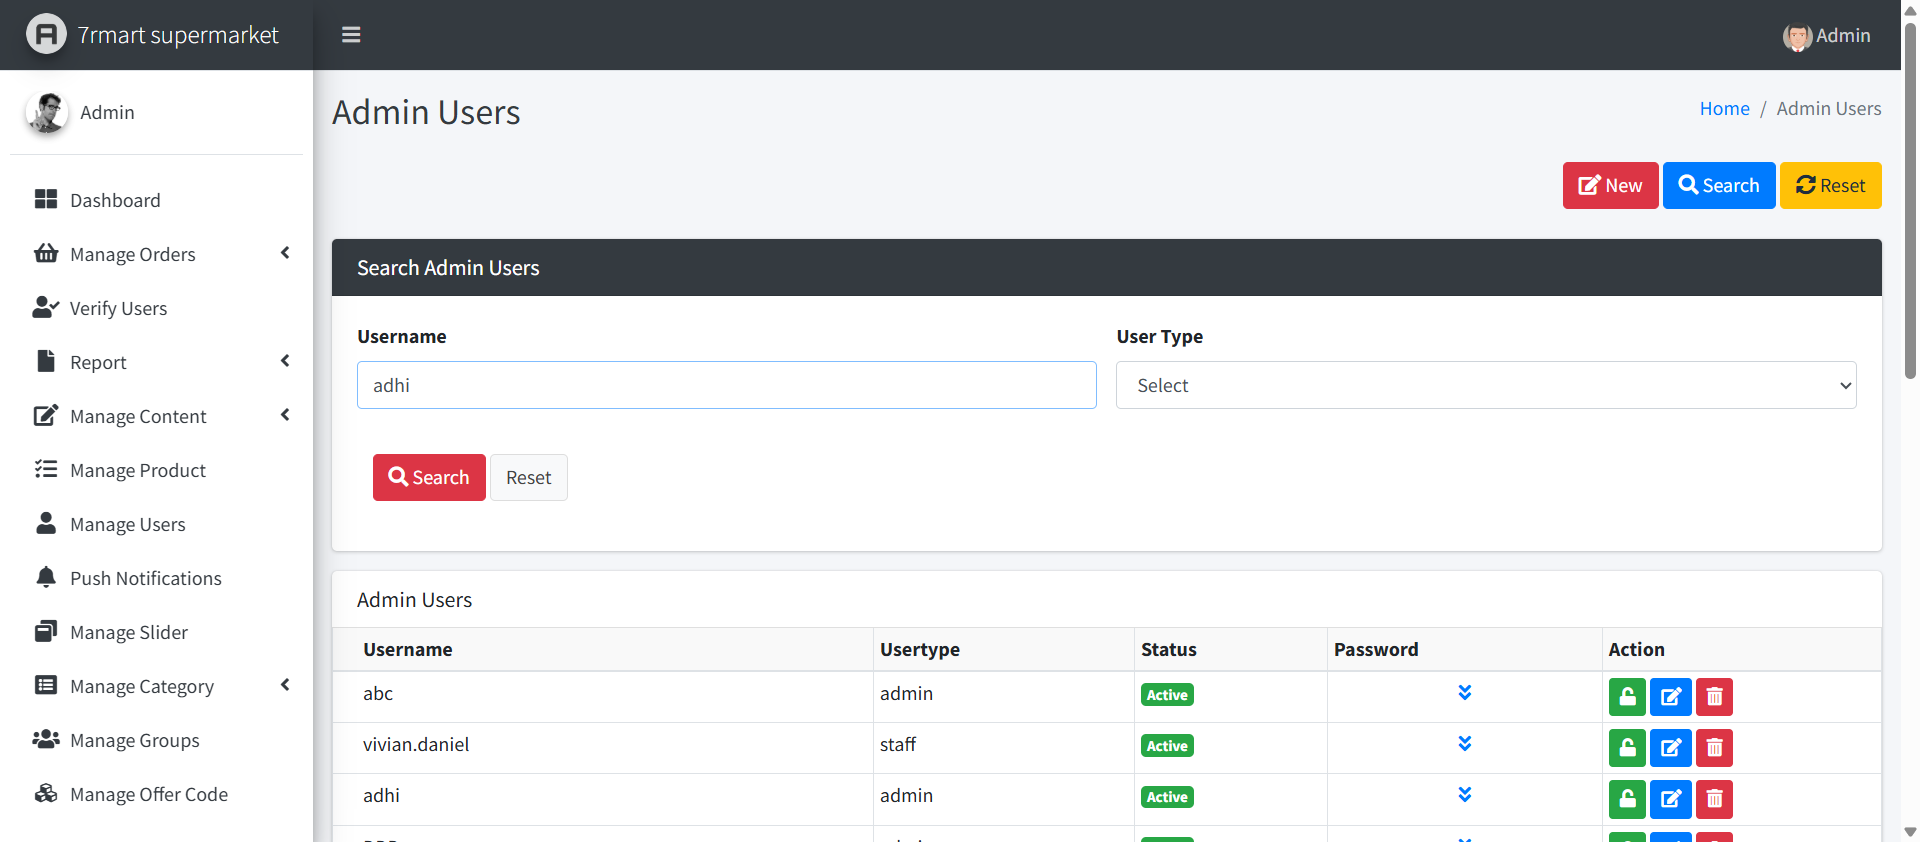 7rmart supermarket
Admin
Admin
Dashboard
Manage Orders
Verify Users
Report
Manage Content
Manage Product
Manage Users
Push Notifications
Manage Slider
Manage Category
Manage Groups
Manage Offer Code
Admin Users
Home / Admin Users
New Search Reset
Search Admin Users
Username User Type
adhi Select
Search Reset
Admin Users
Username Usertype Status Password Action
abc admin Active
vivian.daniel staff Active
adhi admin Active